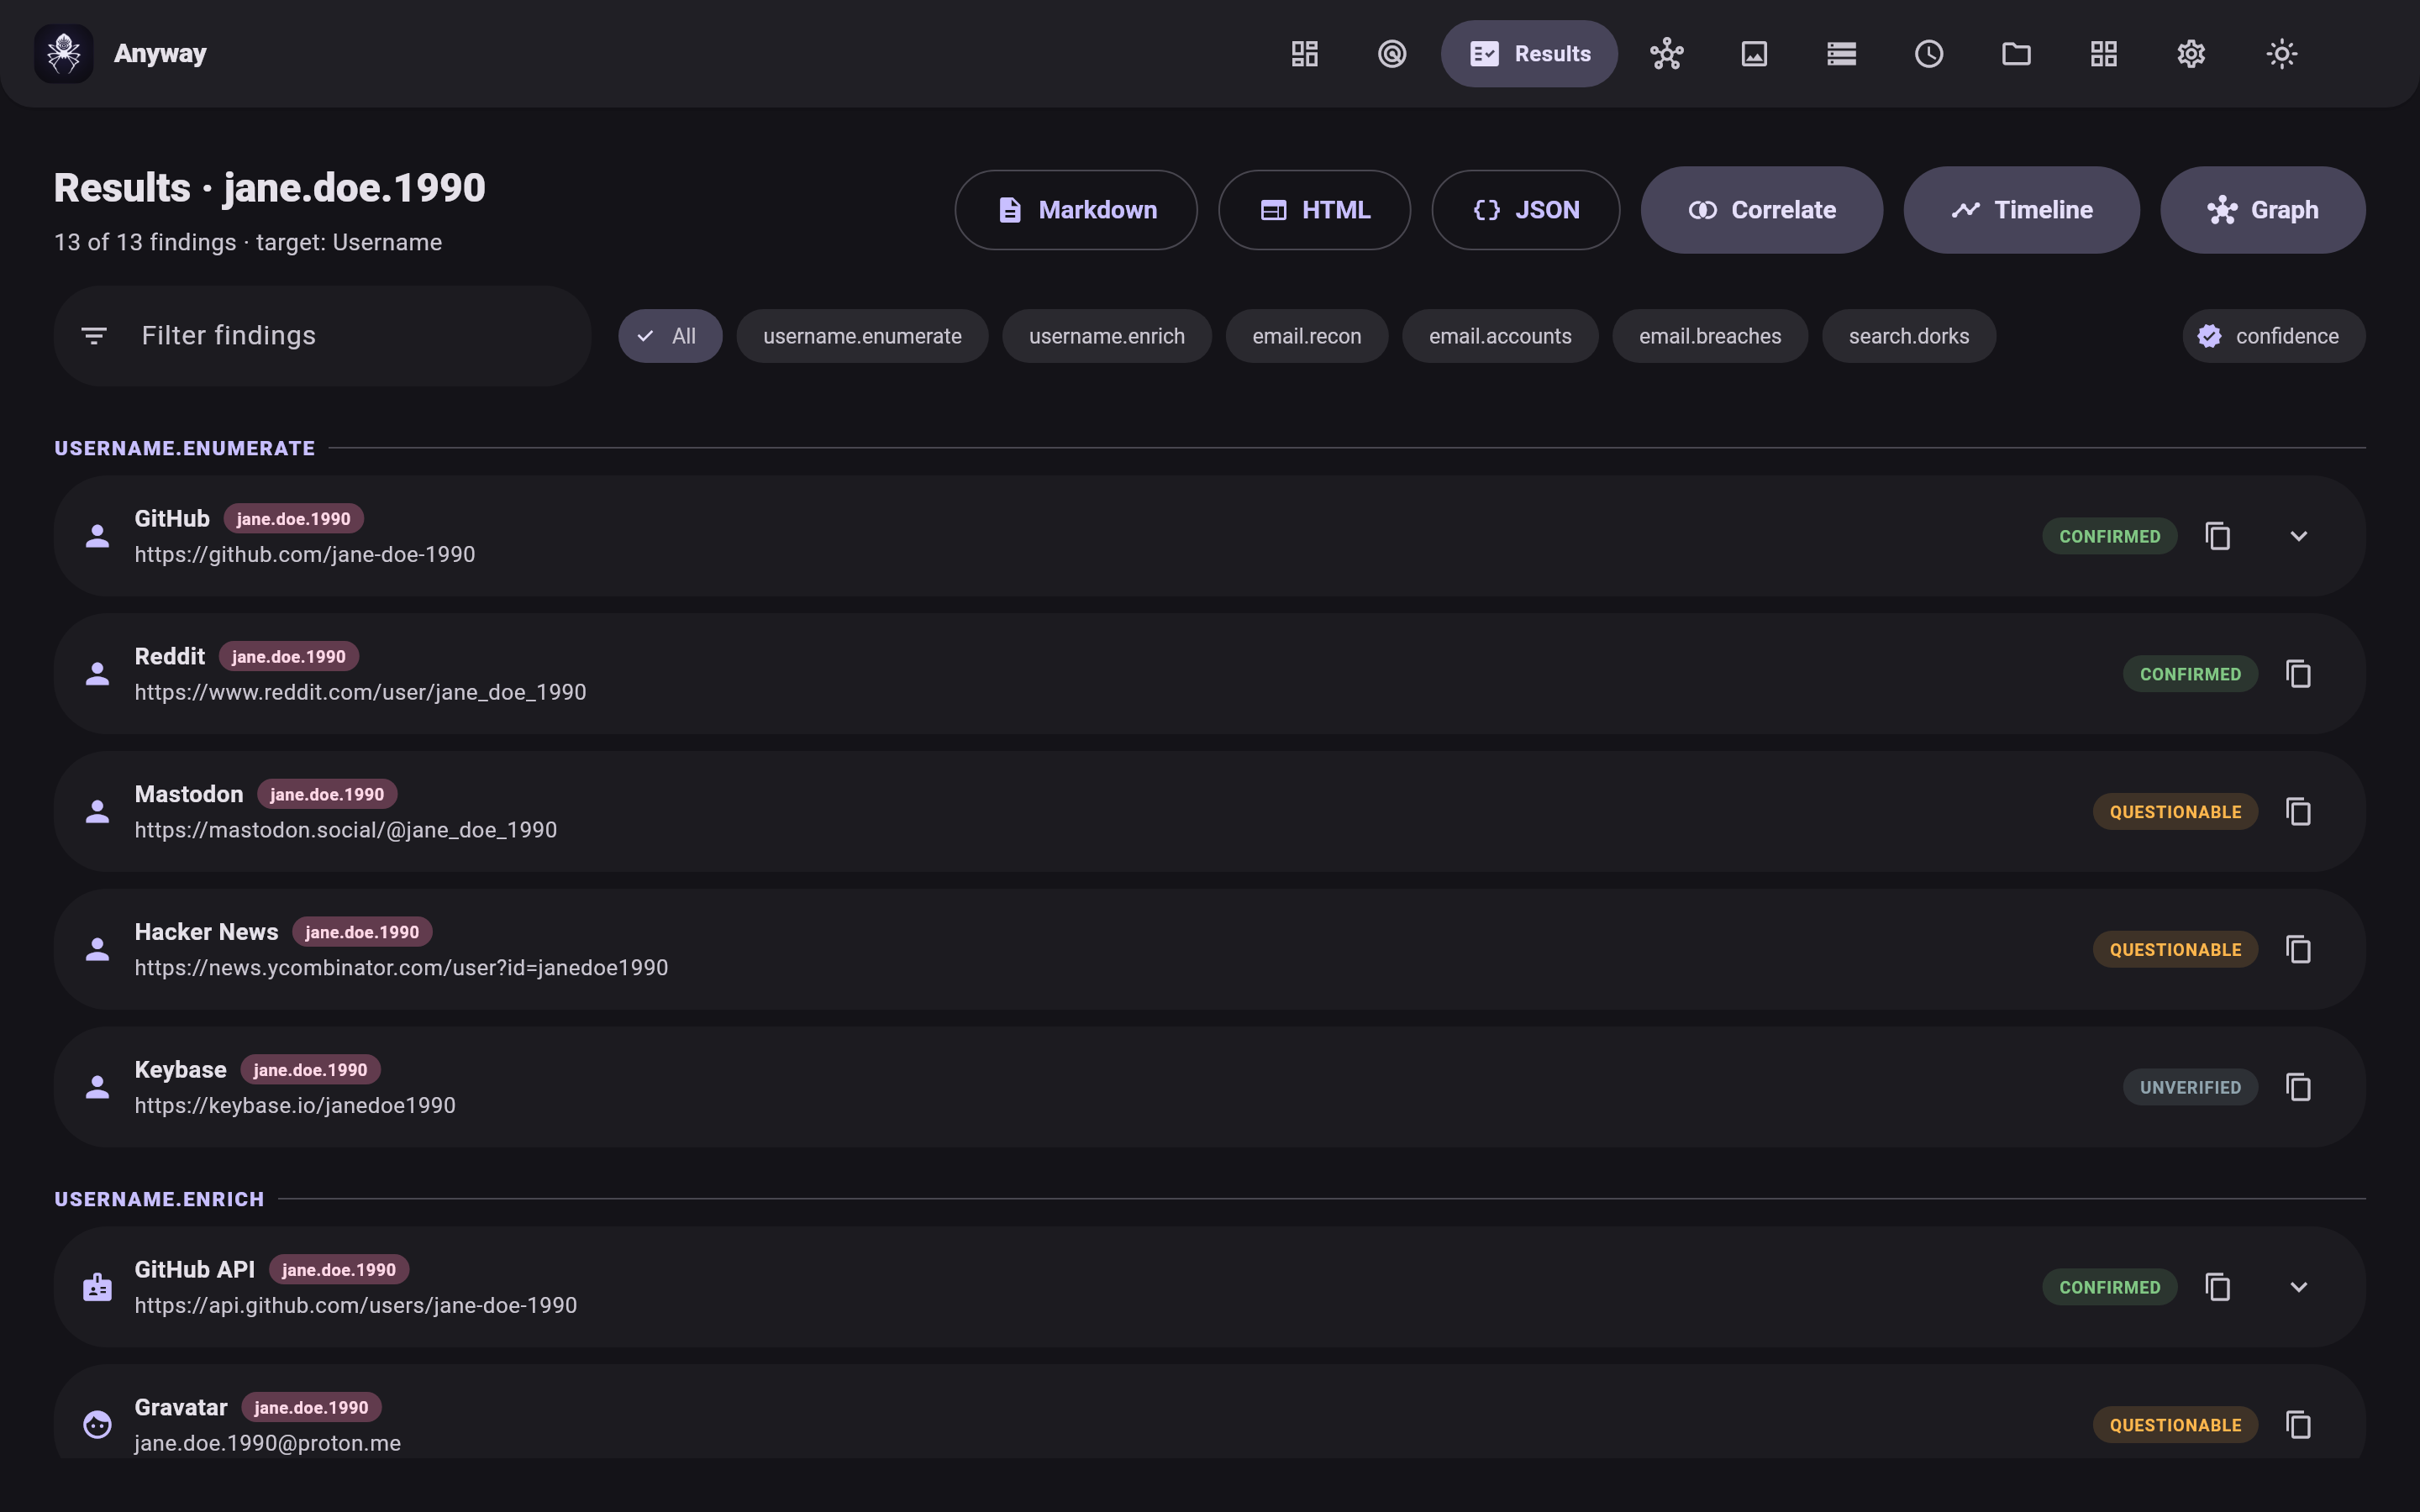 Anyway
Results
Results · jane.doe.1990
13 of 13 findings · target: Username
Markdown
HTML
JSON
Correlate
Timeline
Graph
Filter findings
All
username.enumerate
username.enrich
email.recon
email.accounts
email.breaches
search.dorks
confidence
USERNAME.ENUMERATE
GitHub jane.doe.1990
https://github.com/jane-doe-1990
CONFIRMED
Reddit jane.doe.1990
https://www.reddit.com/user/jane_doe_1990
CONFIRMED
Mastodon jane.doe.1990
https://mastodon.social/@jane_doe_1990
QUESTIONABLE
Hacker News jane.doe.1990
https://news.ycombinator.com/user?id=janedoe1990
QUESTIONABLE
Keybase jane.doe.1990
https://keybase.io/janedoe1990
UNVERIFIED
USERNAME.ENRICH
GitHub API jane.doe.1990
https://api.github.com/users/jane-doe-1990
CONFIRMED
Gravatar jane.doe.1990
jane.doe.1990@proton.me
QUESTIONABLE